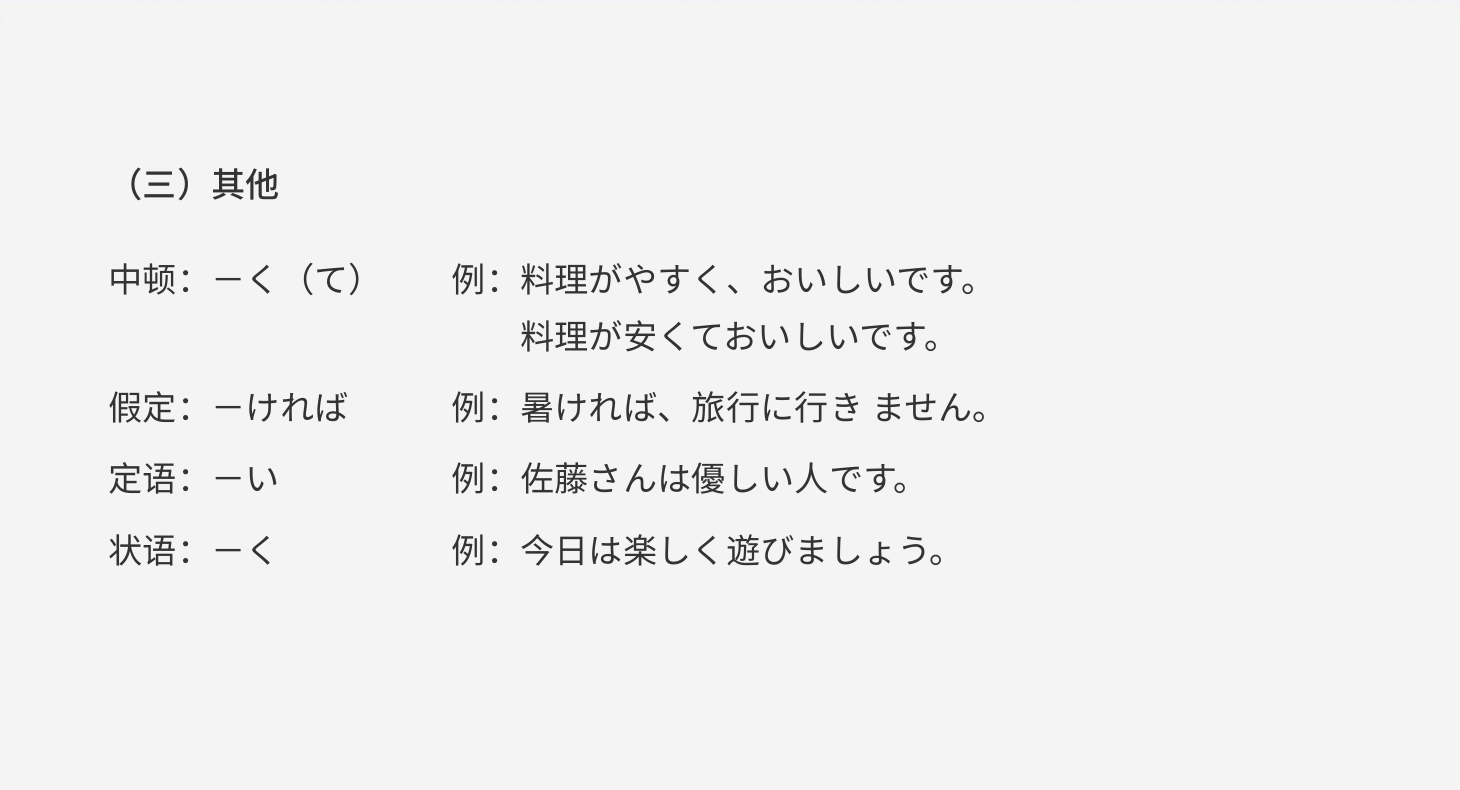 （三）其他
中顿：－く（て） 例：料理がやすく、おいしいです。
料理が安くておいしいです。
假定：－ければ 例：暑ければ、旅行に行き ません。
定语：－い 例：佐藤さんは優しい人です。
状语：－く 例：今日は楽しく遊びましょう。